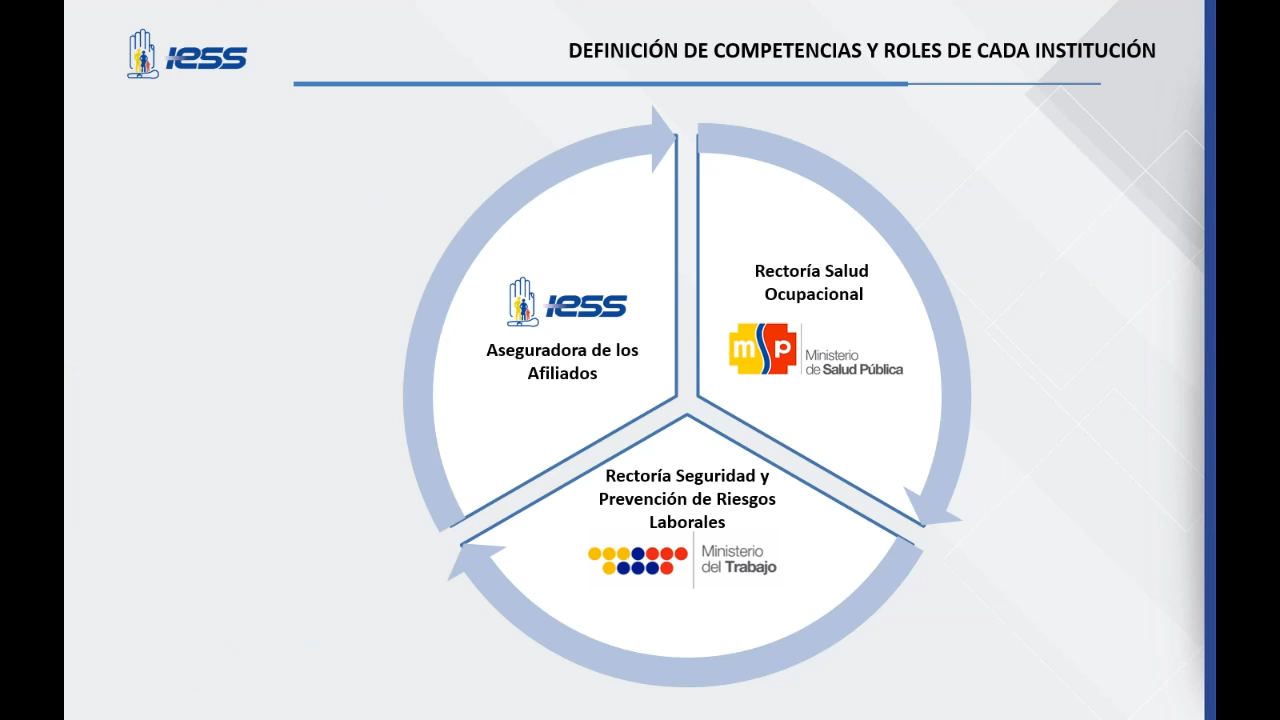 IESS
DEFINICIÓN DE COMPETENCIAS Y ROLES DE CADA INSTITUCIÓN
IESS
Aseguradora de los
Afiliados
Rectoría Salud
Ocupacional
msp
Ministerio
de Salud Pública
Rectoría Seguridad y
Prevención de Riesgos
Laborales
Ministerio
del Trabajo